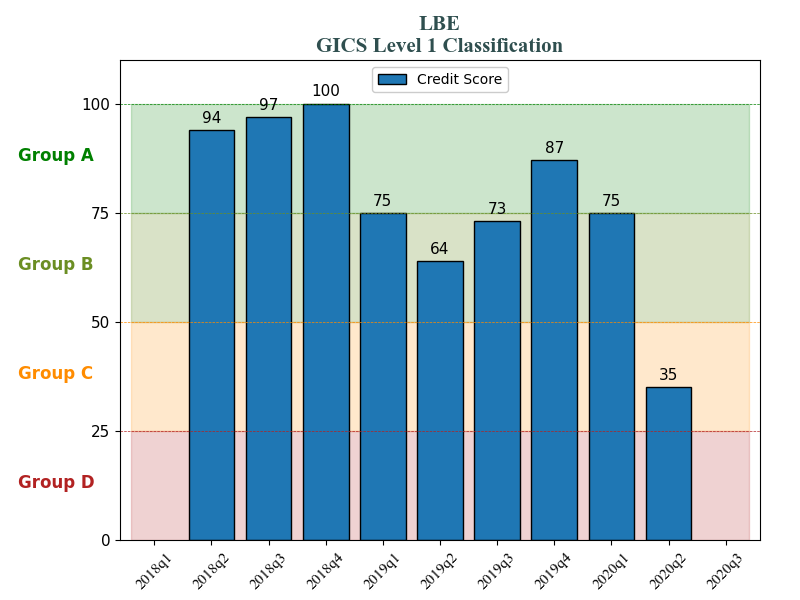 LBE
GICS Level 1 Classification
Credit Score
100
75
50
25
0
Group A
Group B
Group C
Group D
94
97
100
75
64
73
87
75
35
2018q1
2018q2
2018q3
2018q4
2019q1
2019q2
2019q3
2019q4
2020q1
2020q2
2020q3